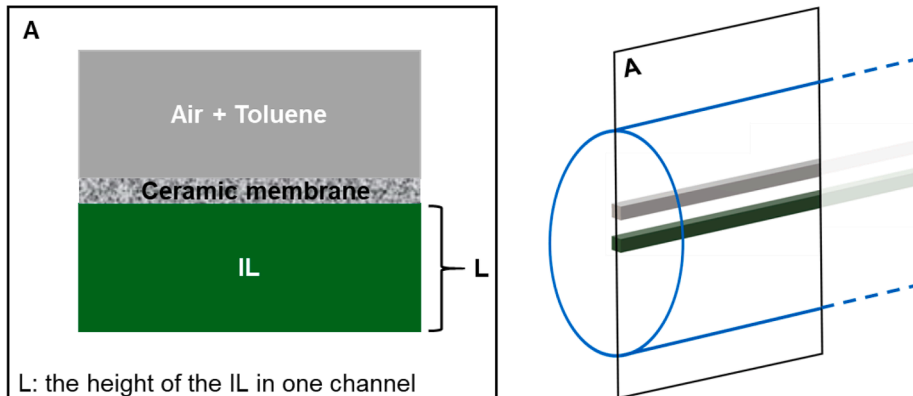 A
Air + Toluene
Ceramic membrane
IL
L
L: the height of the IL in one channel
A